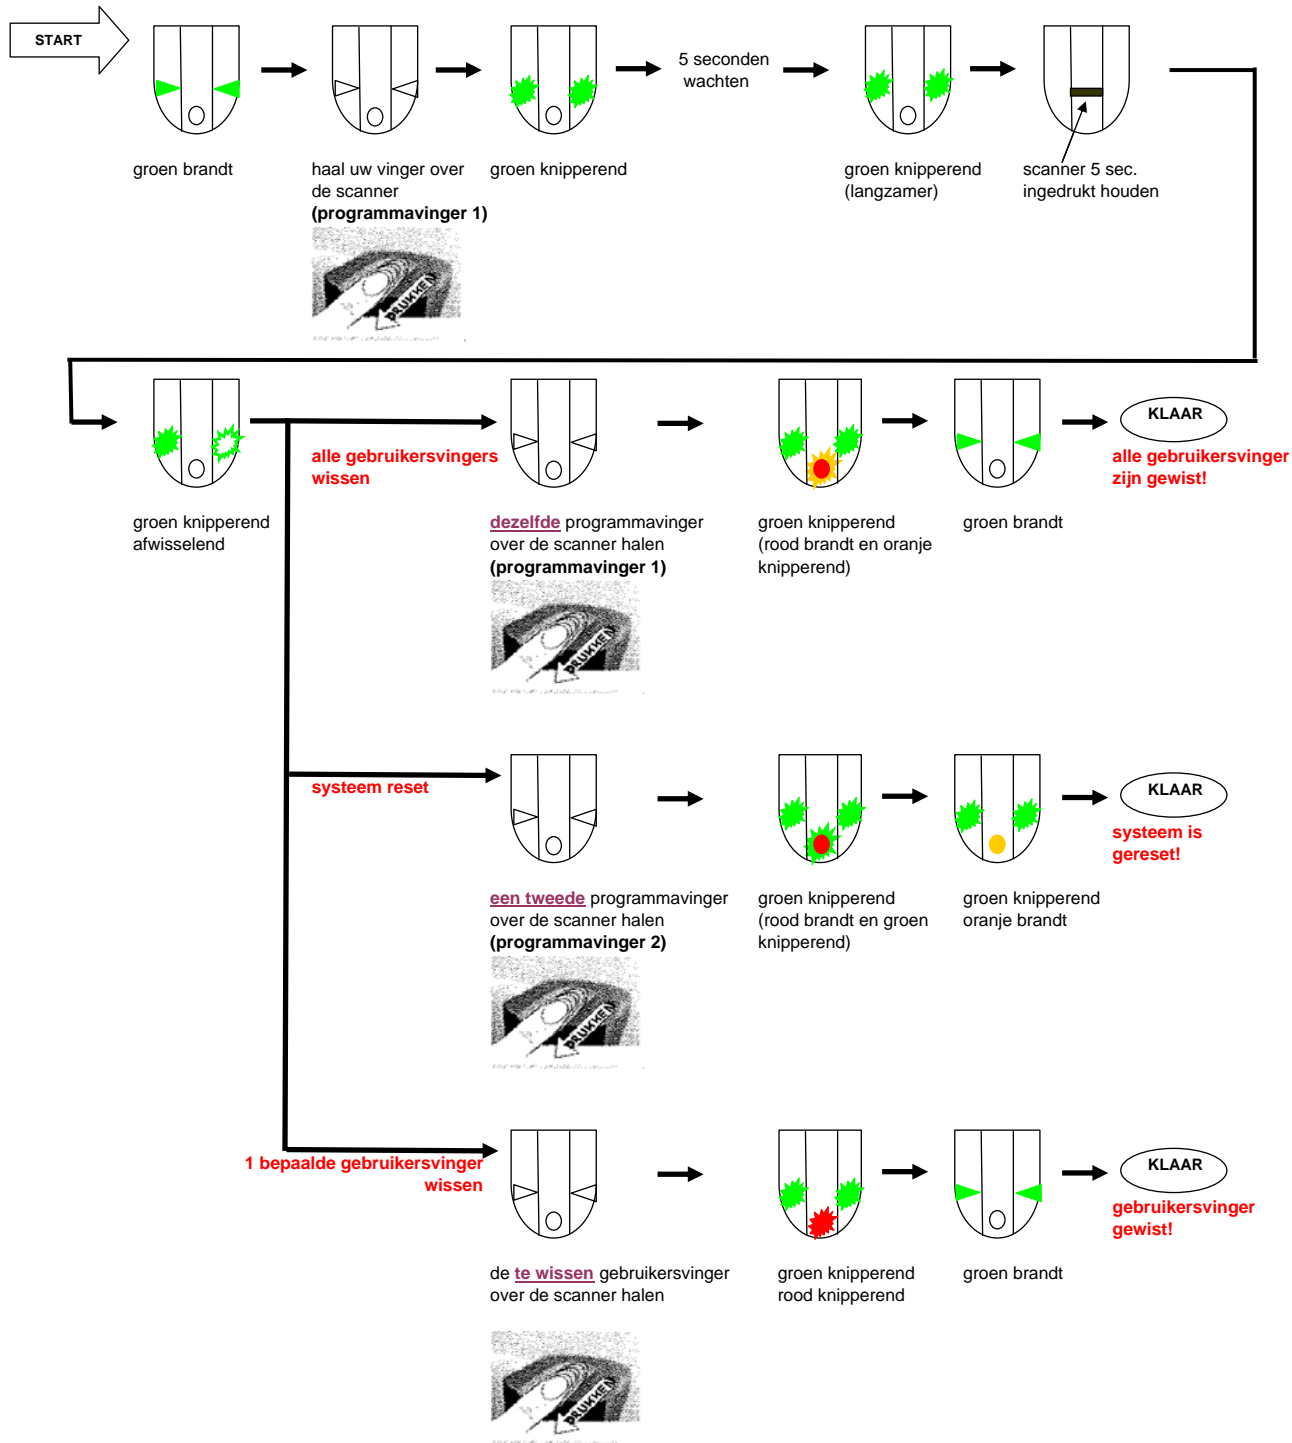 START
5 seconden
wachten
groen brandt
haal uw vinger over
de scanner
(programmavinger 1)
groen knipperend
groen knipperend
(langzamer)
scanner 5 sec.
ingedrukt houden
DRUKKEN
groen knipperend
afwisselend
alle gebruikersvingers
wissen
dezelfde programmavinger
over de scanner halen
(programmavinger 1)
DRUKKEN
groen knipperend
(rood brandt en oranje
knipperend)
groen brandt
KLAAR
alle gebruikersvinger
zijn gewist!
systeem reset
een tweede programmavinger
over de scanner halen
(programmavinger 2)
DRUKKEN
groen knipperend
(rood brandt en groen
knipperend)
groen knipperend
oranje brandt
KLAAR
systeem is
gereset!
1 bepaalde gebruikersvinger
wissen
de te wissen gebruikersvinger
over de scanner halen
DRUKKEN
groen knipperend
rood knipperend
groen brandt
KLAAR
gebruikersvinger
gewist!